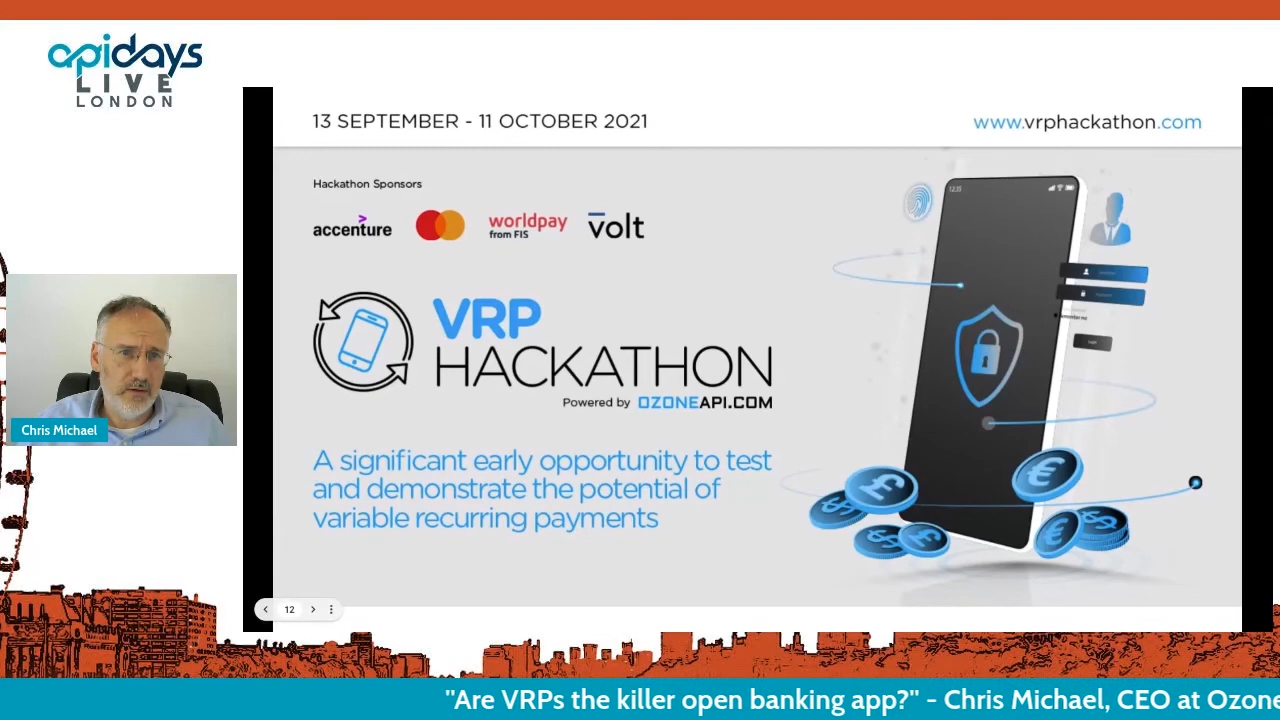 apidays
LIVE
LONDON
13 SEPTEMBER - 11 OCTOBER 2021
www.vrphackathon.com
Hackathon Sponsors
accenture
worldpay
from FIS
volt
VRP
HACKATHON
Powered by OZONEAPI.COM
A significant early opportunity to test
and demonstrate the potential of
variable recurring payments
12:35
Chris Michael
12
"Are VRPs the killer open banking app?" - Chris Michael, CEO at Ozone